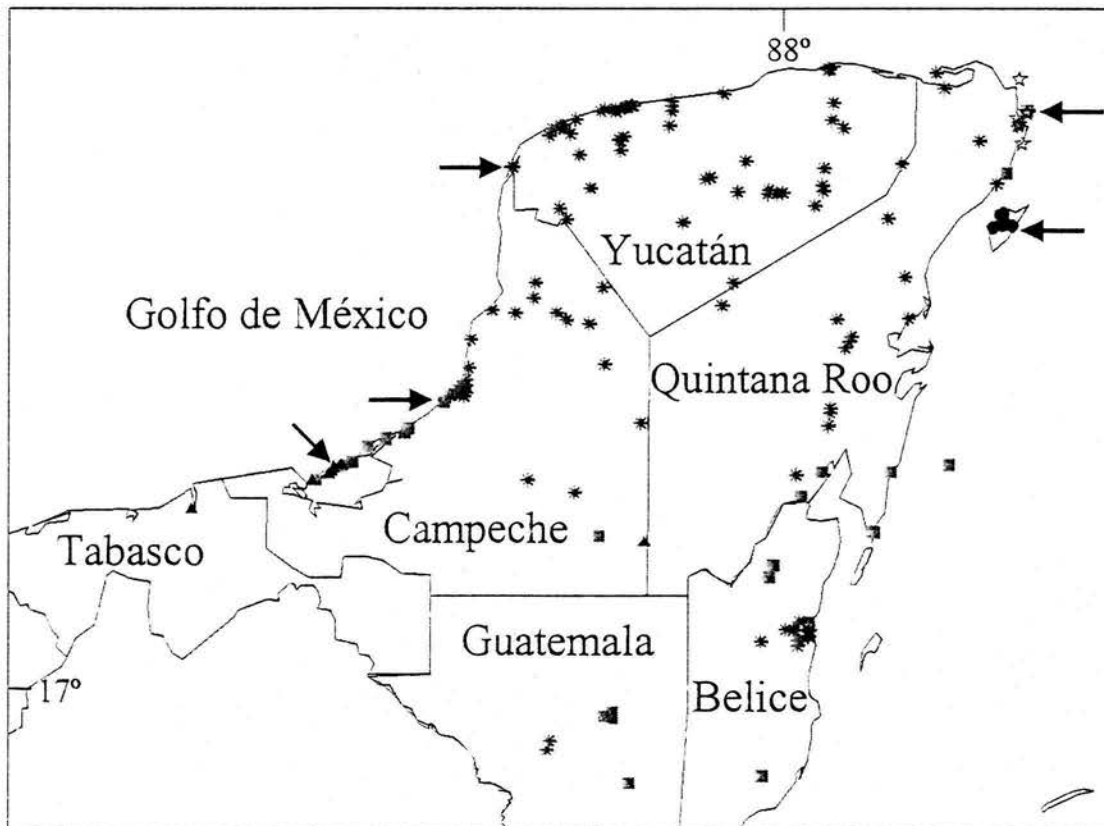 88º
Yucatán
Golfo de México
Quintana Roo
Campeche
Tabasco
Guatemala
17º
Belice